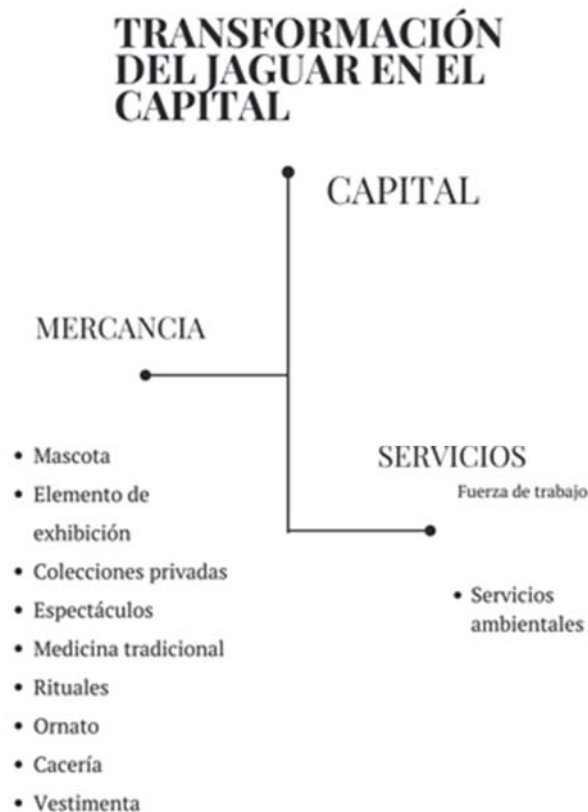 TRANSFORMACIÓN
DEL JAGUAR EN EL
CAPITAL
CAPITAL
MERCANCIA
• Mascota
• Elemento de
exhibición
• Colecciones privadas
• Espectáculos
• Medicina tradicional
• Rituales
• Ornato
• Cacería
• Vestimenta
SERVICIOS
Fuerza de trabajo
• Servicios
ambientales